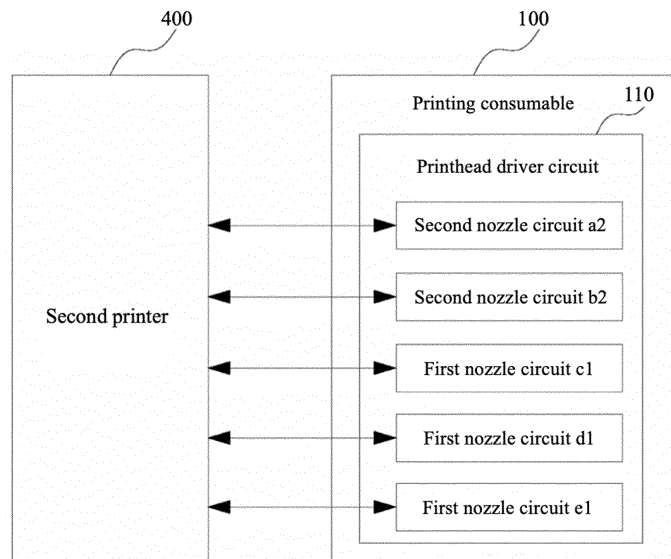 400
100
Printing consumable
110
Printhead driver circuit
Second nozzle circuit a2
Second nozzle circuit b2
Second printer
First nozzle circuit c1
First nozzle circuit d1
First nozzle circuit e1